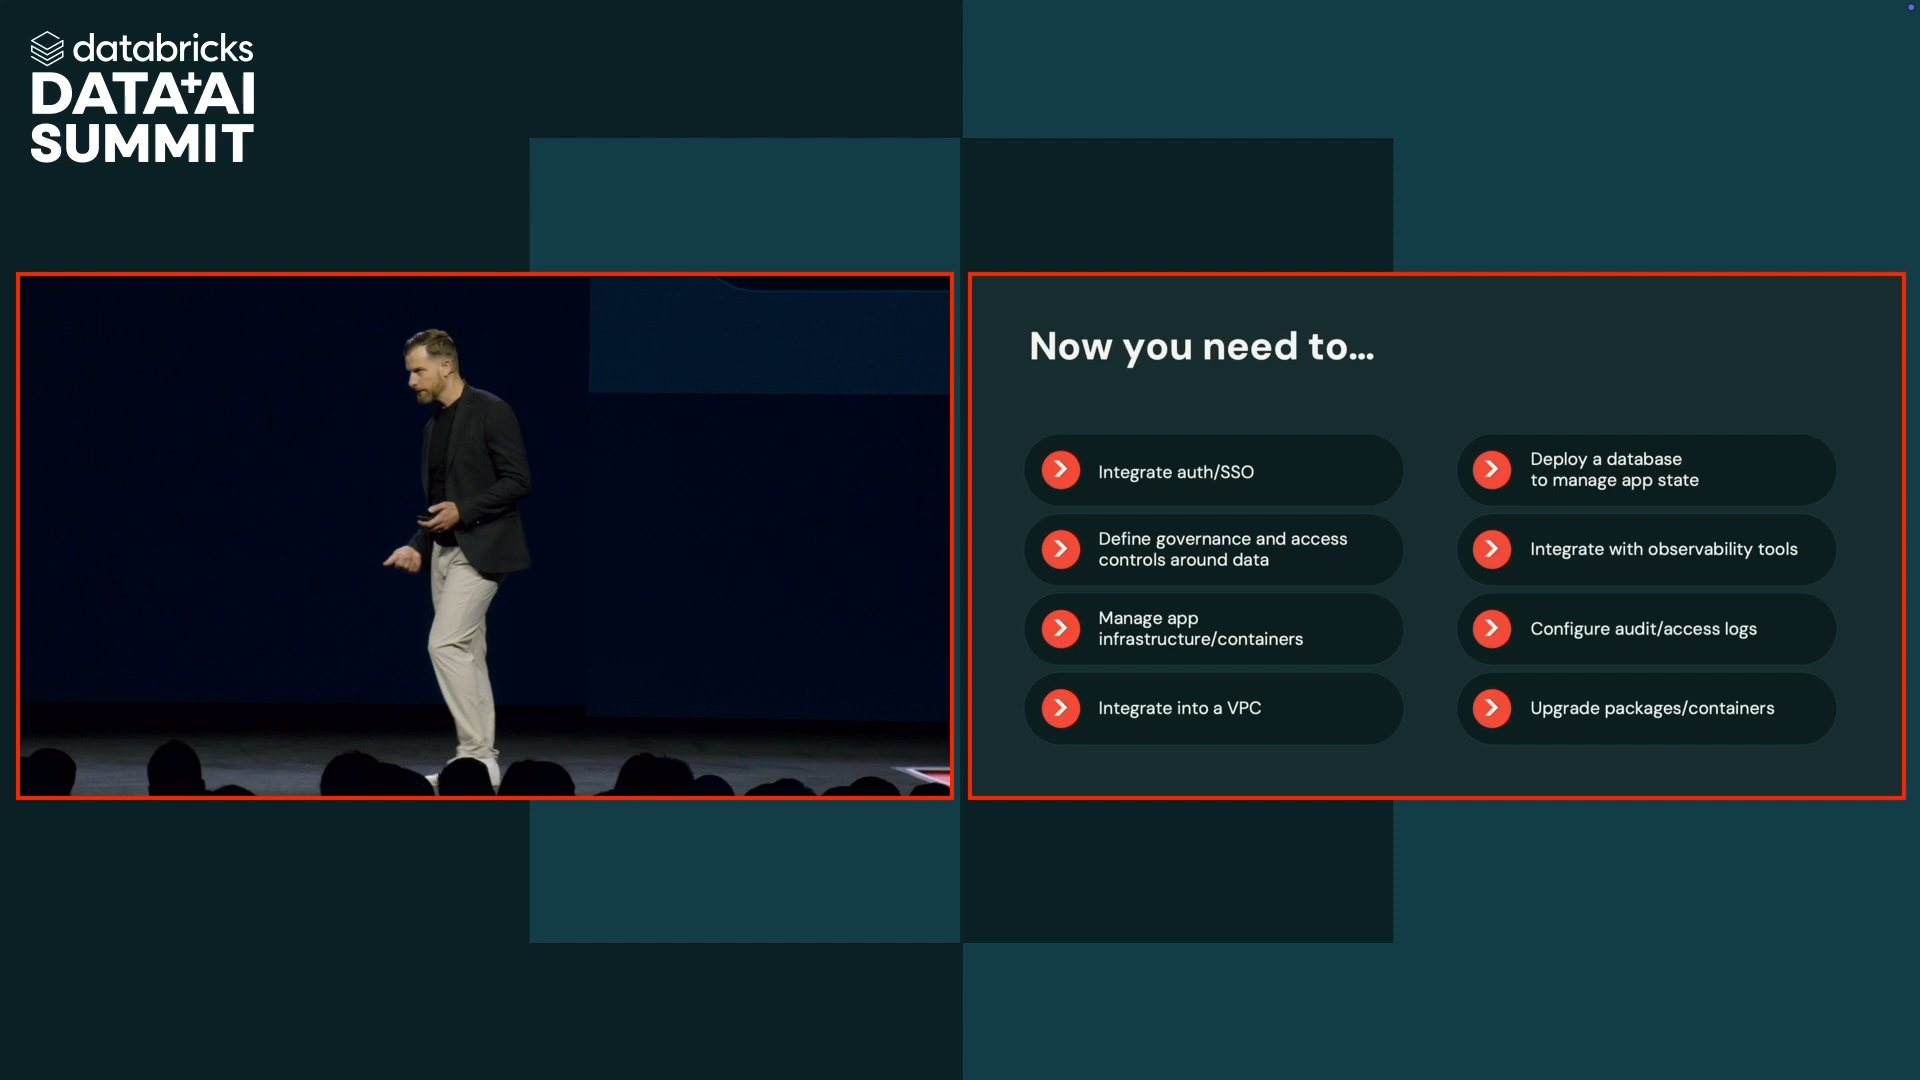 databricks
DATA+AI
SUMMIT
Now you need to...
Integrate auth/SSO
Define governance and access
controls around data
Manage app
infrastructure/containers
Integrate into a VPC
Deploy a database
to manage app state
Integrate with observability tools
Configure audit/access logs
Upgrade packages/containers